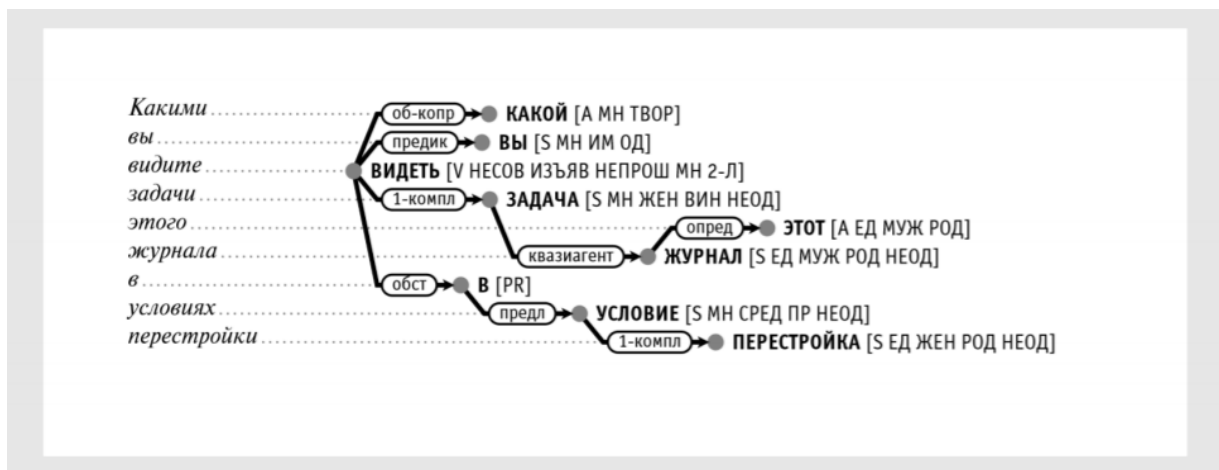 Какими об-копр КАКОЙ [A МН ТВОР]
вы предик ВЫ [S МН ИМ ОД]
видите ВИДЕТЬ [V НЕСОВ ИЗЪЯВ НЕПРОШ МН 2-Л]
задачи 1-компл ЗАДАЧА [S МН ЖЕН ВИН НЕОД]
этого опред ЭТОТ [A ЕД МУЖ РОД]
журнала квазиагент ЖУРНАЛ [S ЕД МУЖ РОД НЕОД]
в обст В [PR]
условиях предл УСЛОВИЕ [S МН СРЕД ПР НЕОД]
перестройки 1-компл ПЕРЕСТРОЙКА [S ЕД ЖЕН РОД НЕОД]